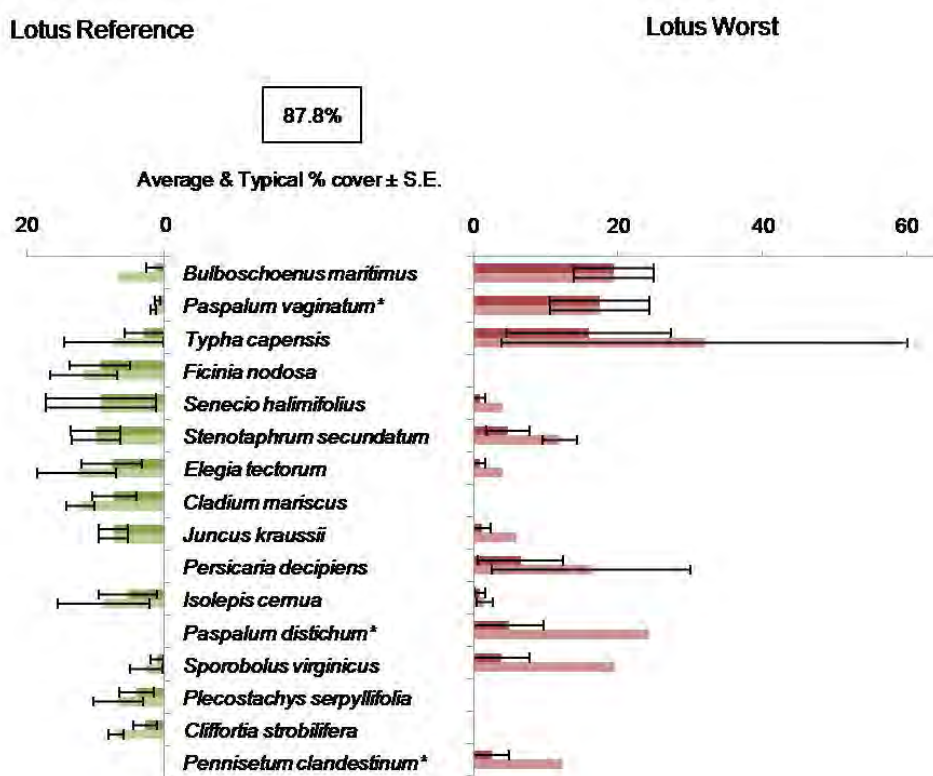 Lotus Reference
Lotus Worst
87.8%
Average & Typical % cover ± S.E.
20 0 0 20 40 60
Bulboschoenus maritimus
Paspalum vaginatum*
Typha capensis
Ficinia nodosa
Senecio halimifolius
Stenotaphrum secundatum
Elegia tectorum
Cladium mariscus
Juncus kraussii
Persicaria decipiens
Isolepis cernua
Paspalum distichum*
Sporobolus virginicus
Plecostachys serpyllifolia
Cliffortia strobilifera
Pennisetum clandestinum*